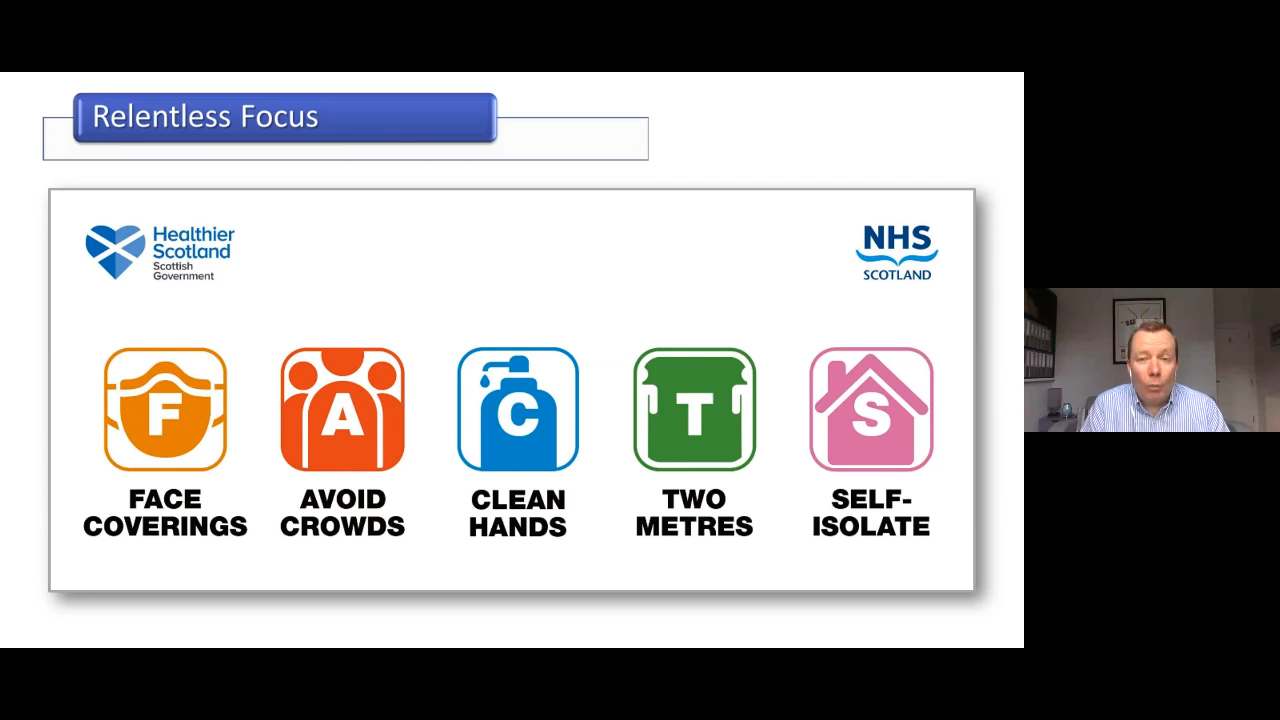 Relentless Focus
Healthier
Scotland
Scottish
Government
NHS
SCOTLAND
F
A
C
T
S
FACE
COVERINGS
AVOID
CROWDS
CLEAN
HANDS
TWO
METRES
SELF-
ISOLATE